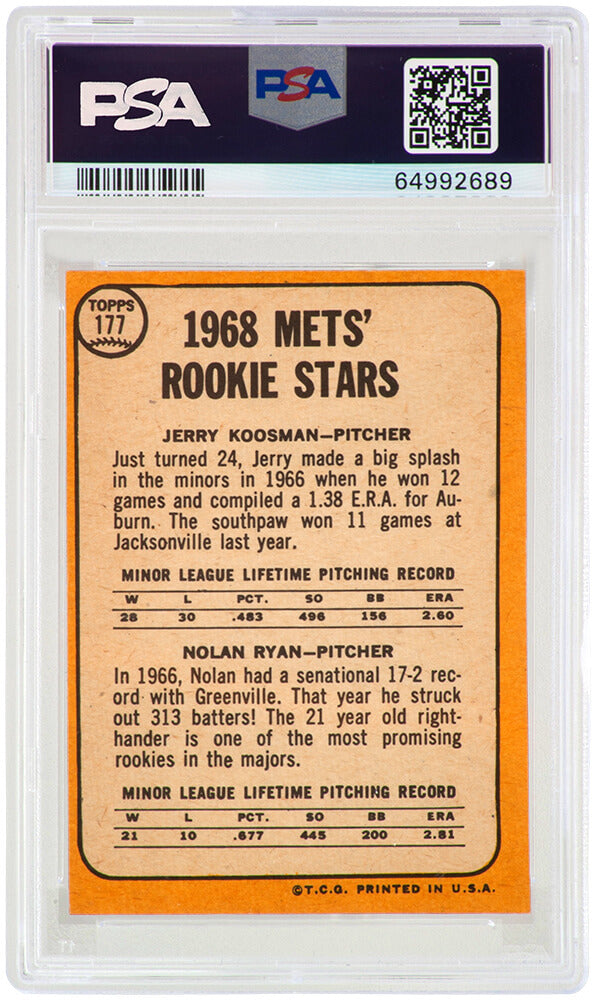 PSA
PSA
64992689
TOPPS
177
1968 METS'
ROOKIE STARS
JERRY KOOSMAN—PITCHER
Just turned 24, Jerry made a big splash
in the minors in 1966 when he won 12
games and compiled a 1.38 E.R.A. for Au-
burn. The southpaw won 11 games at
Jacksonville last year.
MINOR LEAGUE LIFETIME PITCHING RECORD
W L PCT. SO BB ERA
28 30 .483 496 156 2.60
NOLAN RYAN—PITCHER
In 1966, Nolan had a senational 17-2 rec-
ord with Greenville. That year he struck
out 313 batters! The 21 year old right-
hander is one of the most promising
rookies in the majors.
MINOR LEAGUE LIFETIME PITCHING RECORD
W L PCT. SO BB ERA
21 10 .677 445 200 2.81
©T.C.G. PRINTED IN U.S.A.